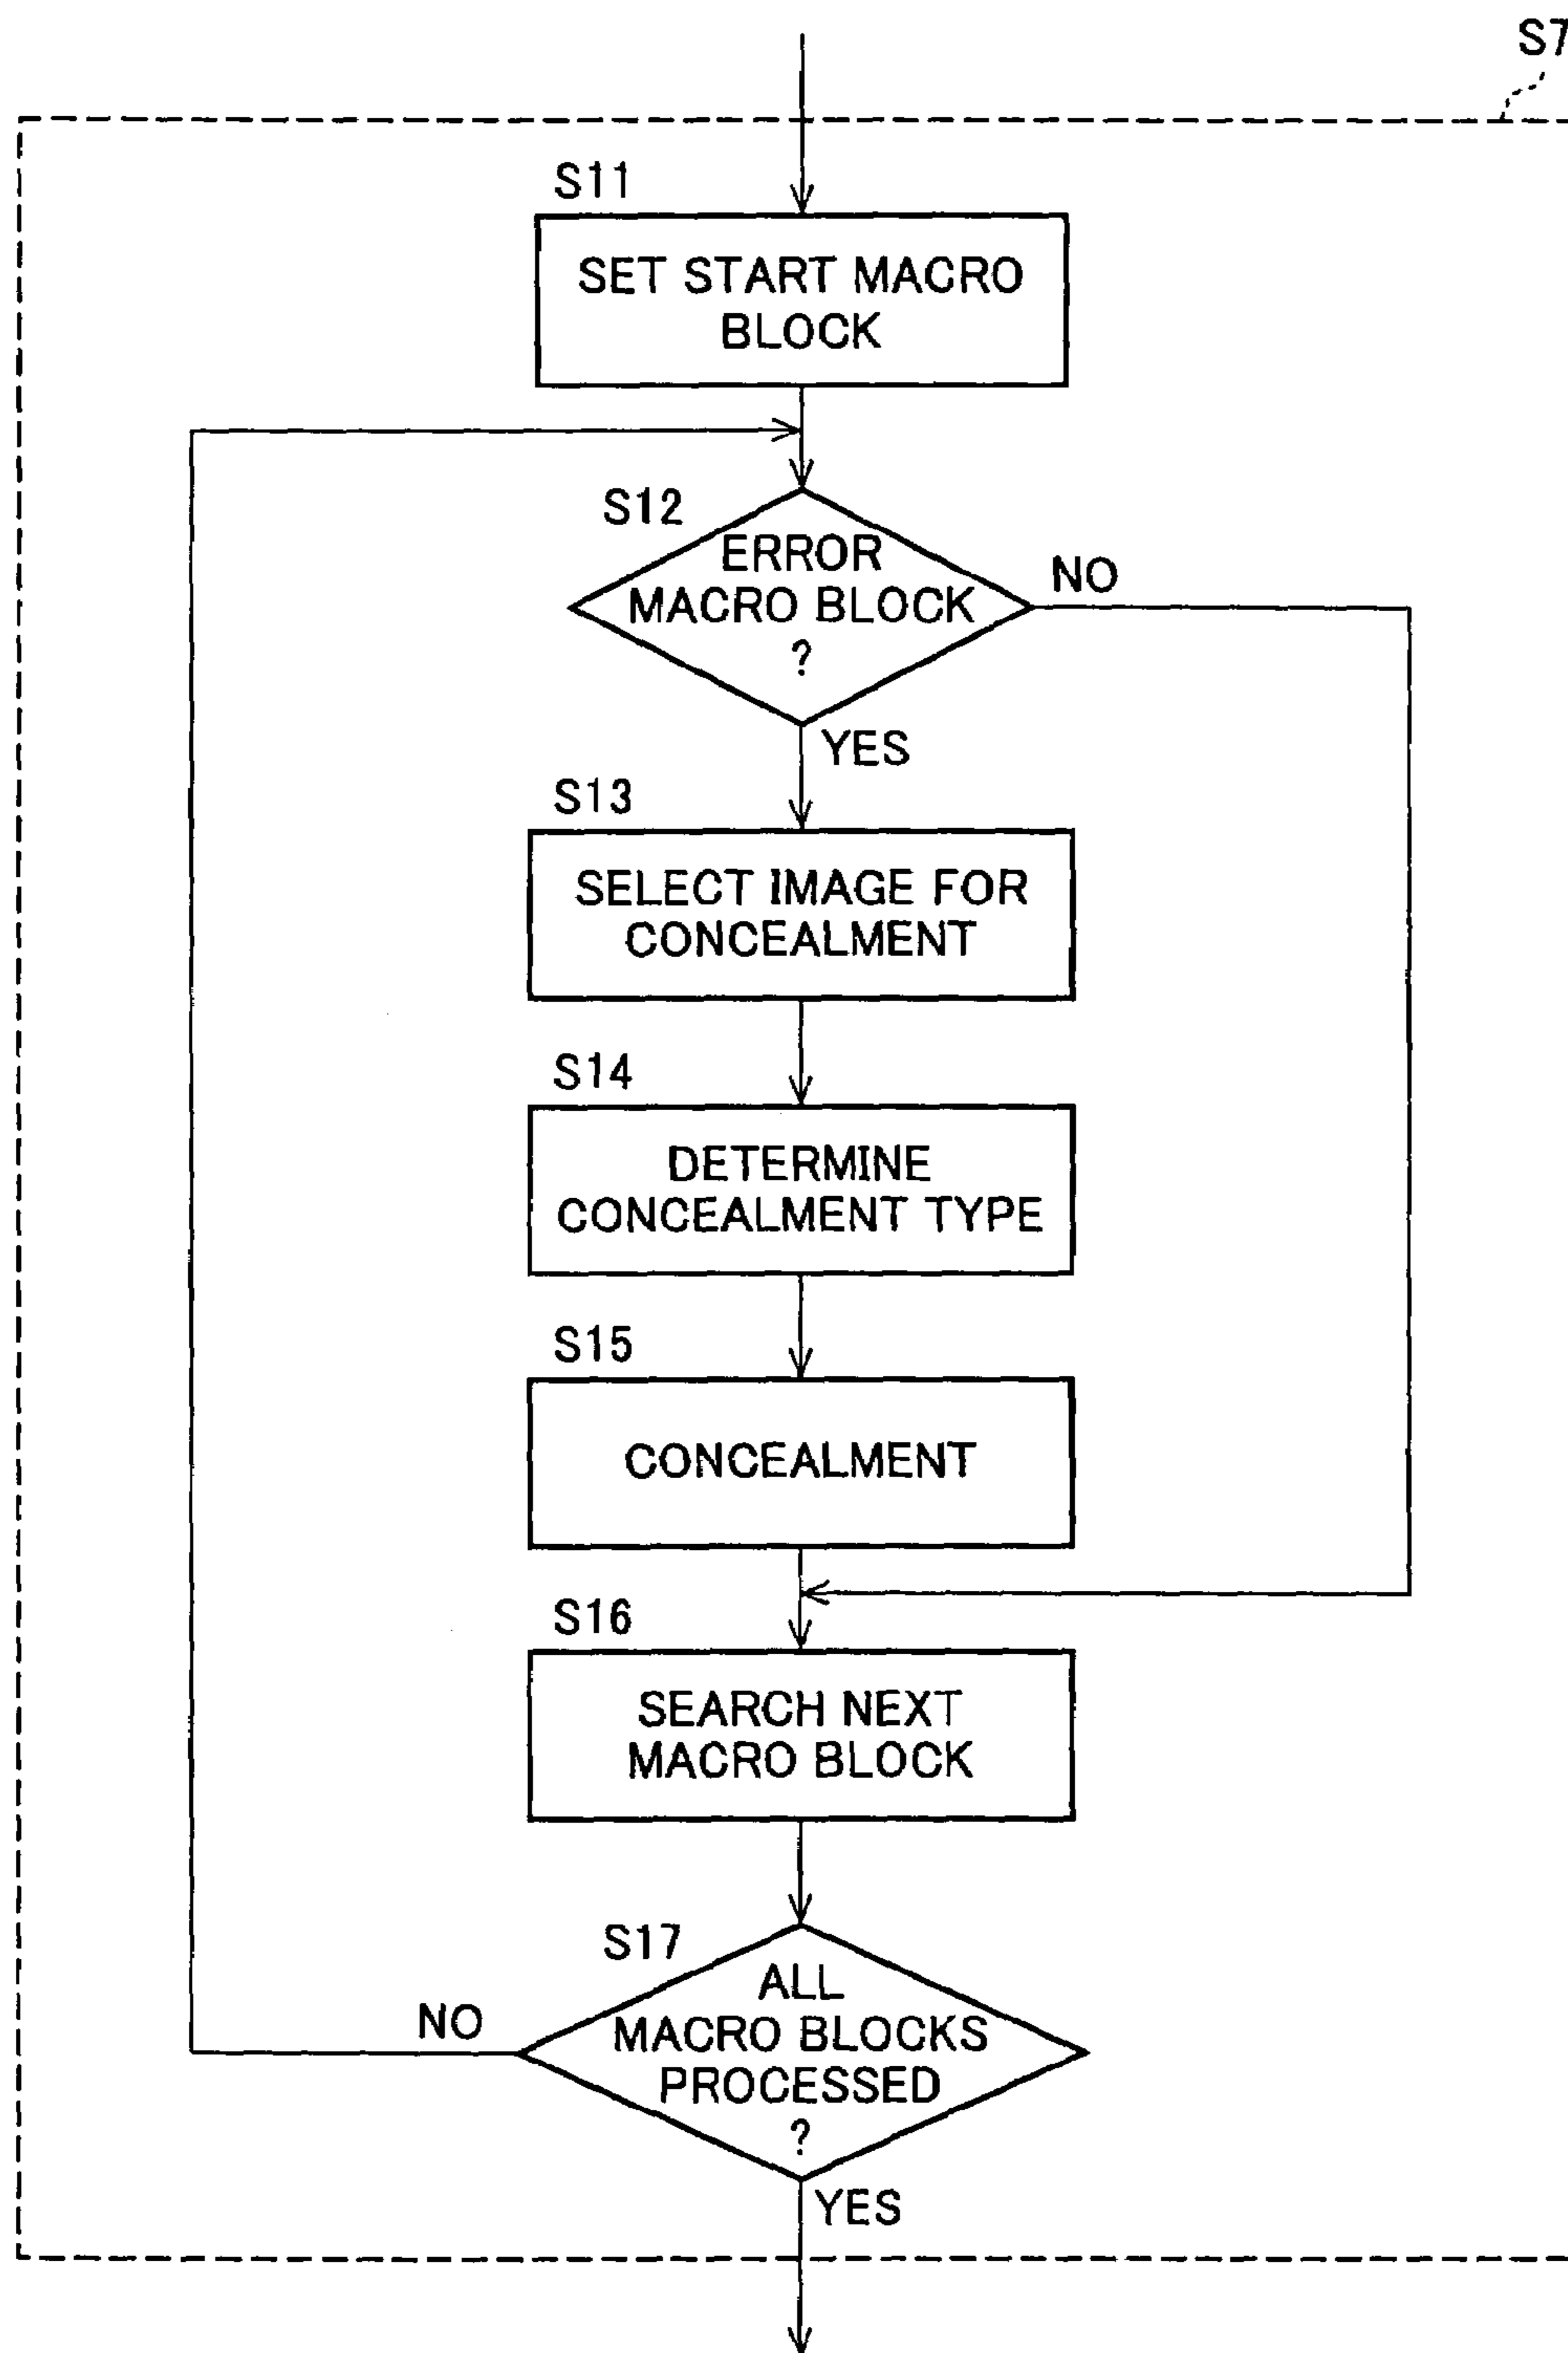 S7
S11
SET START MACRO
BLOCK
S12
ERROR
MACRO BLOCK
?
NO
YES
S13
SELECT IMAGE FOR
CONCEALMENT
S14
DETERMINE
CONCEALMENT TYPE
S15
CONCEALMENT
S16
SEARCH NEXT
MACRO BLOCK
S17
ALL
MACRO BLOCKS
PROCESSED
?
NO
YES